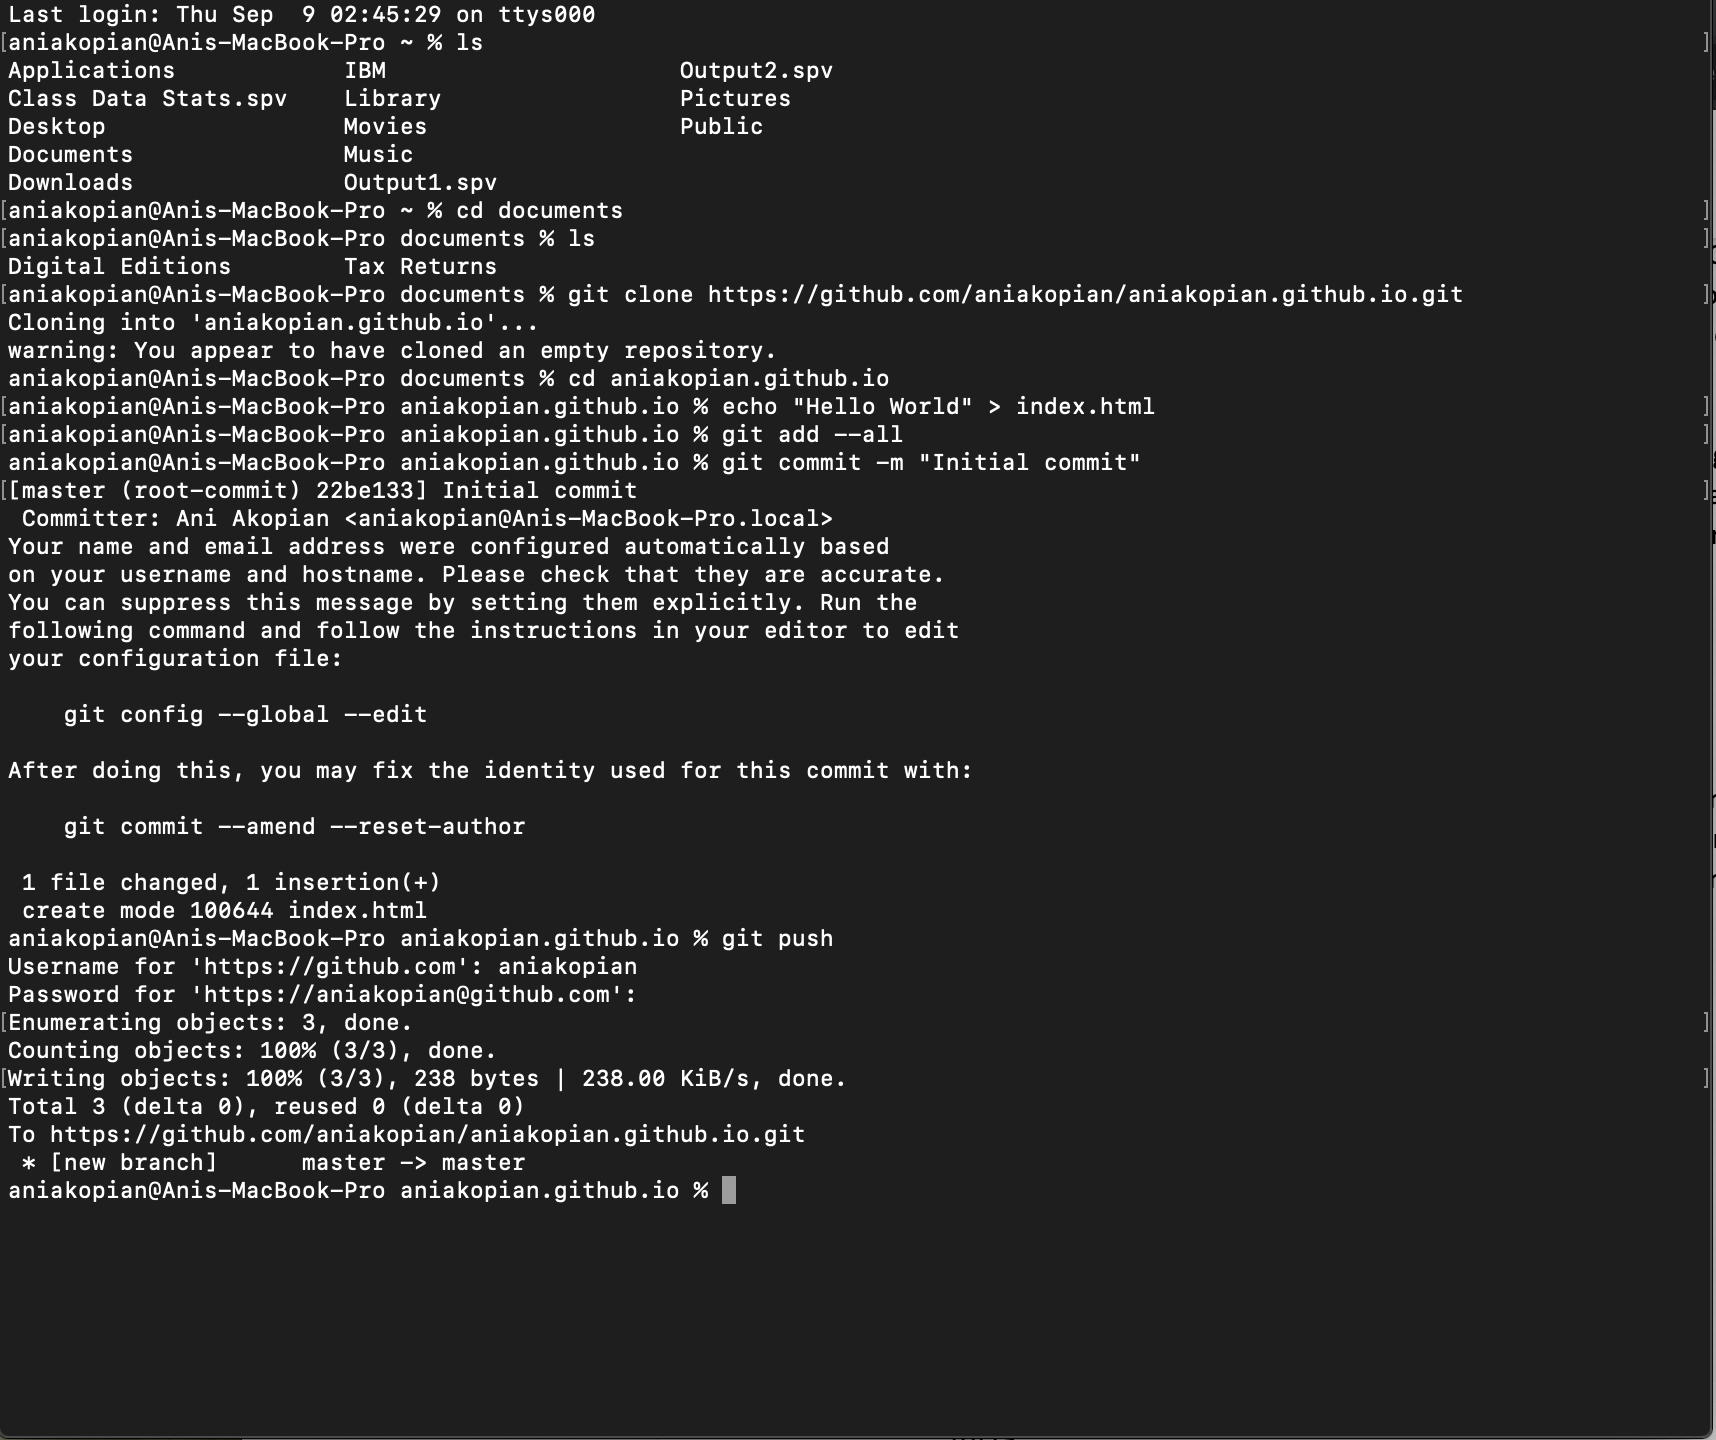 Last login: Thu Sep  9 02:45:29 on ttys000
[aniakopian@Anis-MacBook-Pro ~ % ls ]
Applications            IBM                     Output2.spv
Class Data Stats.spv    Library                 Pictures
Desktop                 Movies                  Public
Documents               Music
Downloads               Output1.spv
[aniakopian@Anis-MacBook-Pro ~ % cd documents ]
[aniakopian@Anis-MacBook-Pro documents % ls ]
Digital Editions        Tax Returns
[aniakopian@Anis-MacBook-Pro documents % git clone https://github.com/aniakopian/aniakopian.github.io.git ]
Cloning into 'aniakopian.github.io'...
warning: You appear to have cloned an empty repository.
aniakopian@Anis-MacBook-Pro documents % cd aniakopian.github.io
[aniakopian@Anis-MacBook-Pro aniakopian.github.io % echo "Hello World" > index.html ]
[aniakopian@Anis-MacBook-Pro aniakopian.github.io % git add --all ]
aniakopian@Anis-MacBook-Pro aniakopian.github.io % git commit -m "Initial commit"
[[master (root-commit) 22be133] Initial commit ]
 Committer: Ani Akopian <aniakopian@Anis-MacBook-Pro.local>
Your name and email address were configured automatically based
on your username and hostname. Please check that they are accurate.
You can suppress this message by setting them explicitly. Run the
following command and follow the instructions in your editor to edit
your configuration file:

    git config --global --edit

After doing this, you may fix the identity used for this commit with:

    git commit --amend --reset-author

 1 file changed, 1 insertion(+)
 create mode 100644 index.html
aniakopian@Anis-MacBook-Pro aniakopian.github.io % git push
Username for 'https://github.com': aniakopian
Password for 'https://aniakopian@github.com':
[Enumerating objects: 3, done. ]
Counting objects: 100% (3/3), done.
[Writing objects: 100% (3/3), 238 bytes | 238.00 KiB/s, done. ]
Total 3 (delta 0), reused 0 (delta 0)
To https://github.com/aniakopian/aniakopian.github.io.git
 * [new branch]      master -> master
aniakopian@Anis-MacBook-Pro aniakopian.github.io %